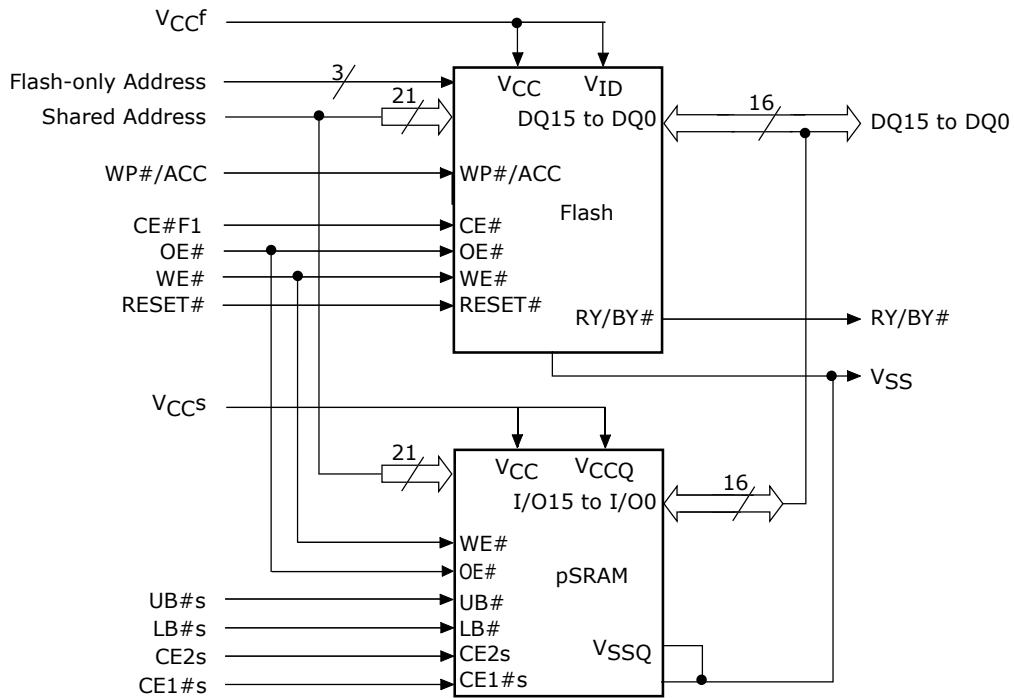 VCCf
Flash-only Address
3
VCC
VID
Shared Address
21
DQ15 to DQ0
16
DQ15 to DQ0
WP#/ACC
WP#/ACC
Flash
CE#F1
CE#
OE#
OE#
WE#
WE#
RESET#
RESET#
RY/BY#
RY/BY#
VSS
VCCs
21
VCC
VCCQ
I/O15 to I/O0
16
WE#
OE#
pSRAM
UB#s
UB#
LB#s
LB#
CE2s
CE2s
VSSQ
CE1#s
CE1#s